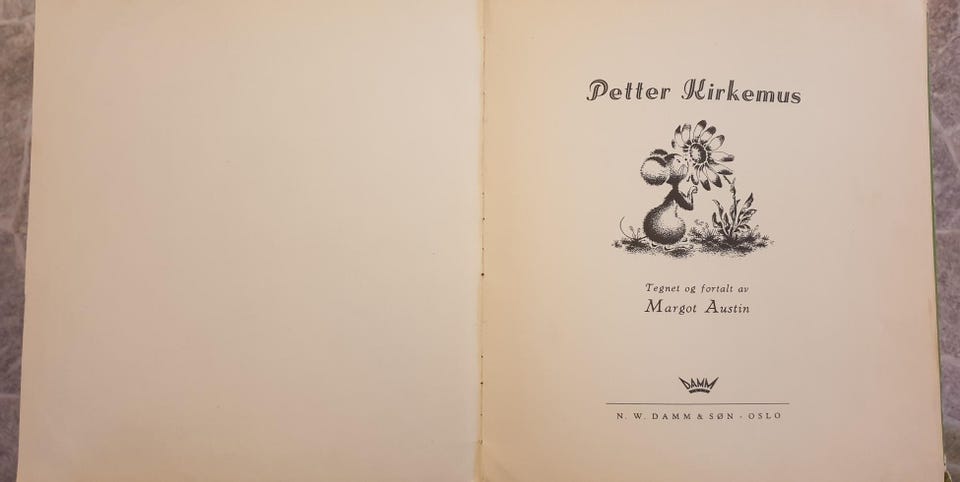 Petter Kirkemus
Tegnet og fortalt av
Margot Austin
DAMM
N. W. DAMM & SØN - OSLO